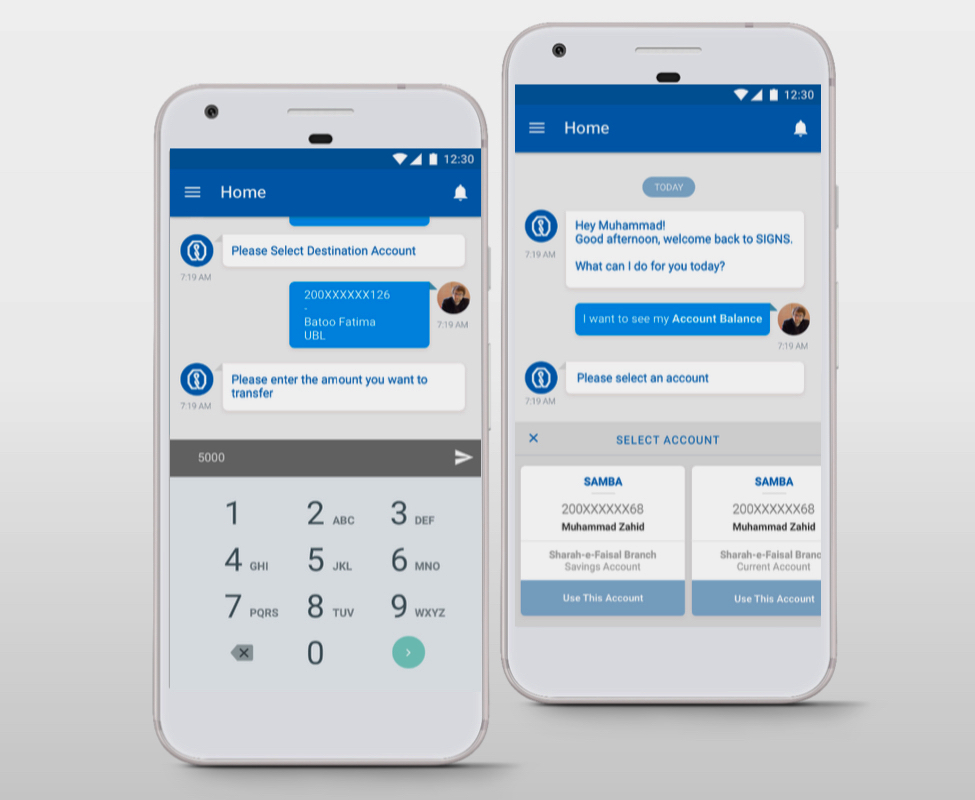 12:30
Home
Please Select Destination Account
7:19 AM
200XXXXXX126
-
Batoo Fatima
UBL
7:19 AM
Please enter the amount you want to
transfer
7:19 AM
5000
1
2 ABC
3 DEF
4 GHI
5 JKL
6 MNO
7 PQRS
8 TUV
9 WXYZ
0
12:30
Home
TODAY
Hey Muhammad!
Good afternoon, welcome back to SIGNS.
What can I do for you today?
7:19 AM
I want to see my Account Balance
7:19 AM
Please select an account
7:19 AM
SELECT ACCOUNT
SAMBA
200XXXXXX68
Muhammad Zahid
Sharah-e-Faisal Branch
Savings Account
Use This Account
SAMBA
200XXXXXX68
Muhammad Zahid
Sharah-e-Faisal Branc
Current Account
Use This Account